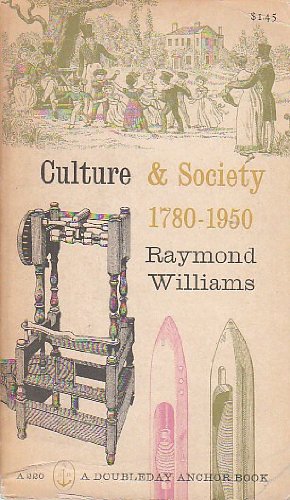 $1.45
Culture & Society
1780-1950
Raymond
Williams
A 220 A DOUBLEDAY ANCHOR BOOK